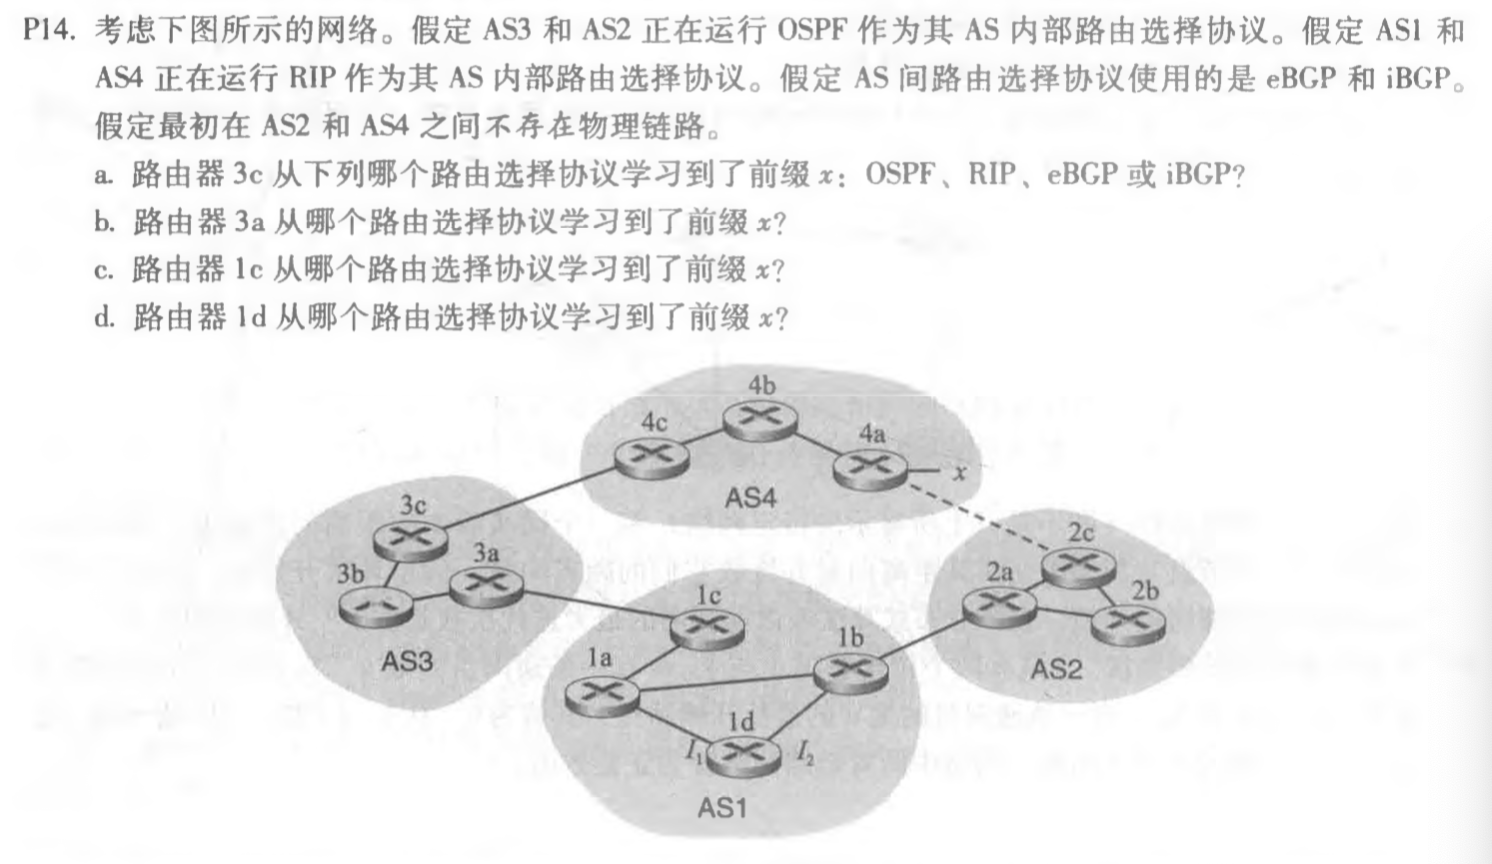 P14. 考虑下图所示的网络。假定 AS3 和 AS2 正在运行 OSPF 作为其 AS 内部路由选择协议。假定 AS1 和
AS4 正在运行 RIP 作为其 AS 内部路由选择协议。假定 AS 间路由选择协议使用的是 eBGP 和 iBGP。
假定最初在 AS2 和 AS4 之间不存在物理链路。
a. 路由器 3c 从下列哪个路由选择协议学习到了前缀 x：OSPF、RIP、eBGP 或 iBGP?
b. 路由器 3a 从哪个路由选择协议学习到了前缀 x?
c. 路由器 1c 从哪个路由选择协议学习到了前缀 x?
d. 路由器 1d 从哪个路由选择协议学习到了前缀 x?
4b
4c
4a
x
AS4
3c
3a
3b
AS3
2c
2a
2b
AS2
1c
1b
1a
1d
I₁
I₂
AS1